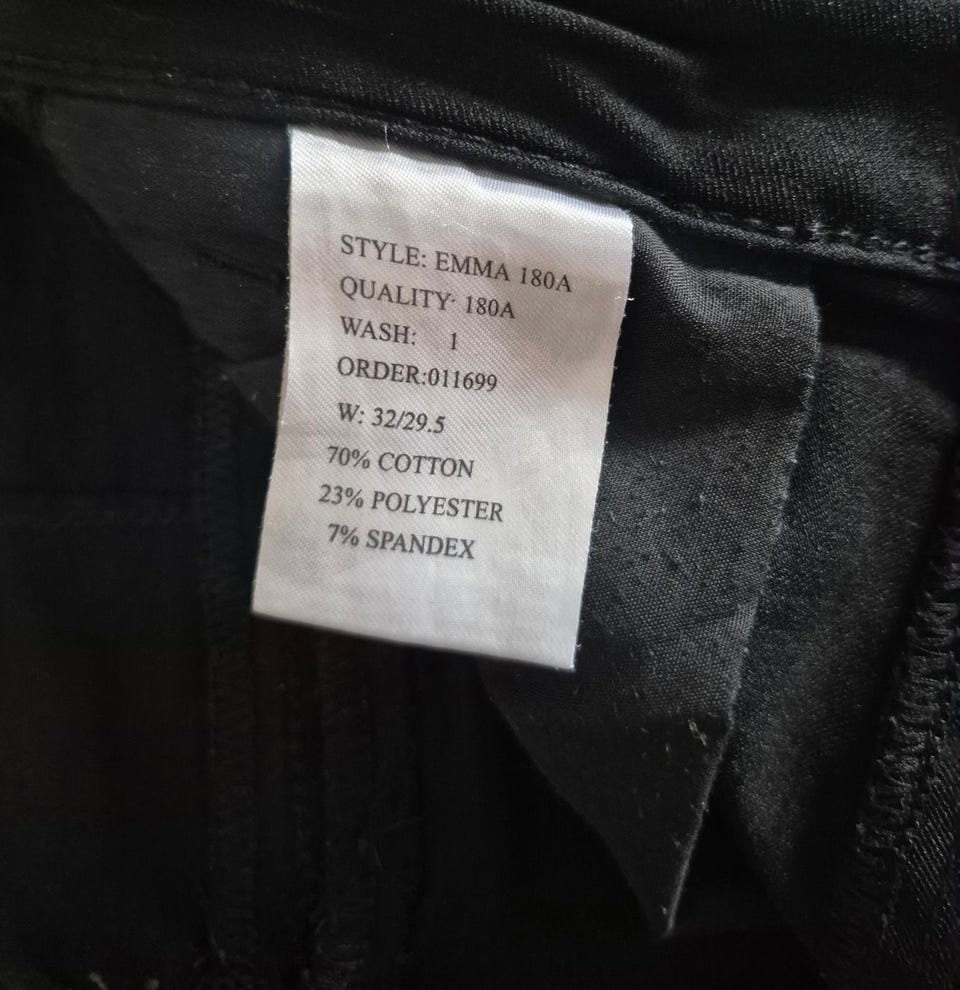 STYLE: EMMA 180A
QUALITY: 180A
WASH: 1
ORDER:011699
W: 32/29.5
70% COTTON
23% POLYESTER
7% SPANDEX